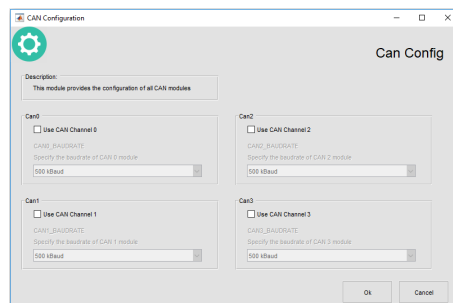 CAN Configuration
Can Config
Description:
This module provides the configuration of all CAN modules
Can0
Use CAN Channel 0
CAN0_BAUDRATE
Specify the baudrate of CAN 0 module
500 kBaud
Can2
Use CAN Channel 2
CAN2_BAUDRATE
Specify the baudrate of CAN 2 module
500 kBaud
Can1
Use CAN Channel 1
CAN1_BAUDRATE
Specify the baudrate of CAN 1 module
500 kBaud
Can3
Use CAN Channel 3
CAN3_BAUDRATE
Specify the baudrate of CAN 3 module
500 kBaud
Ok
Cancel